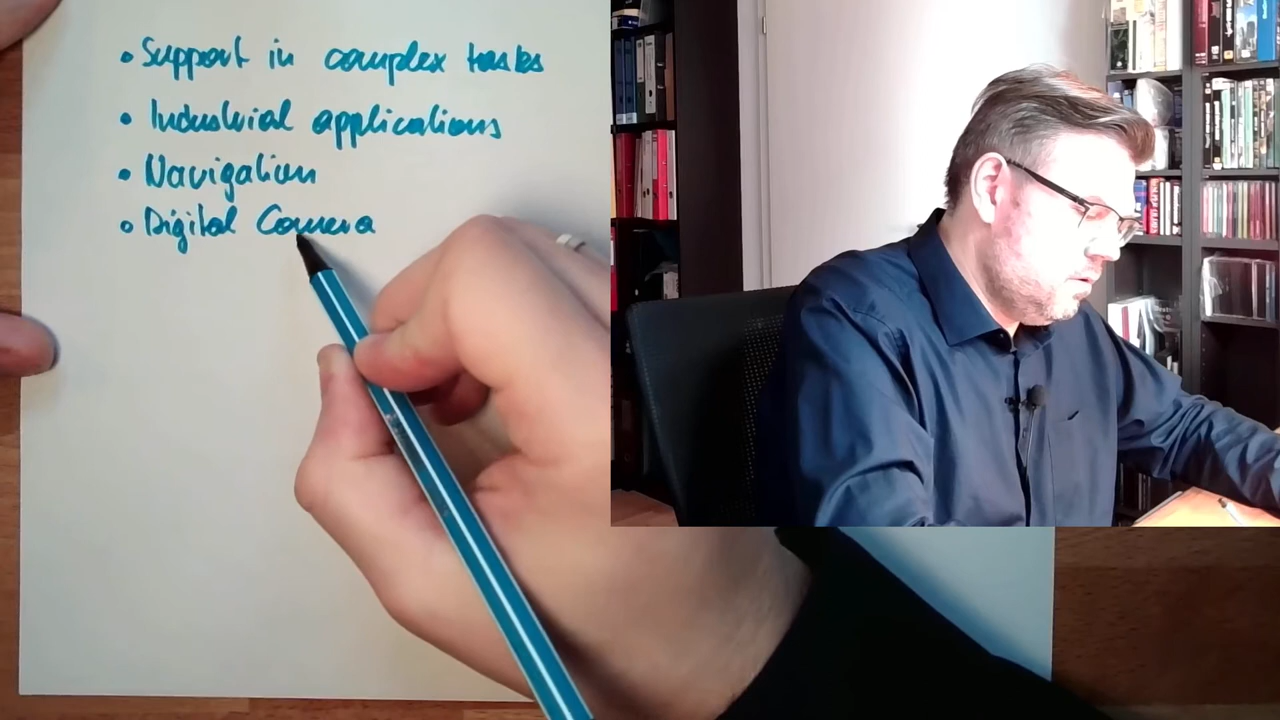 • Support in complex tasks
• Industrial applications
• Navigation
• Digital Camera